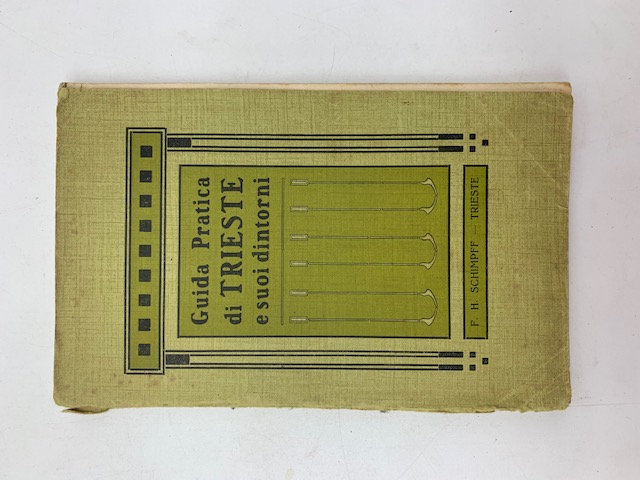 Guida Pratica
di TRIESTE
e suoi dintorni
F. H. SCHIMPFF TRIESTE